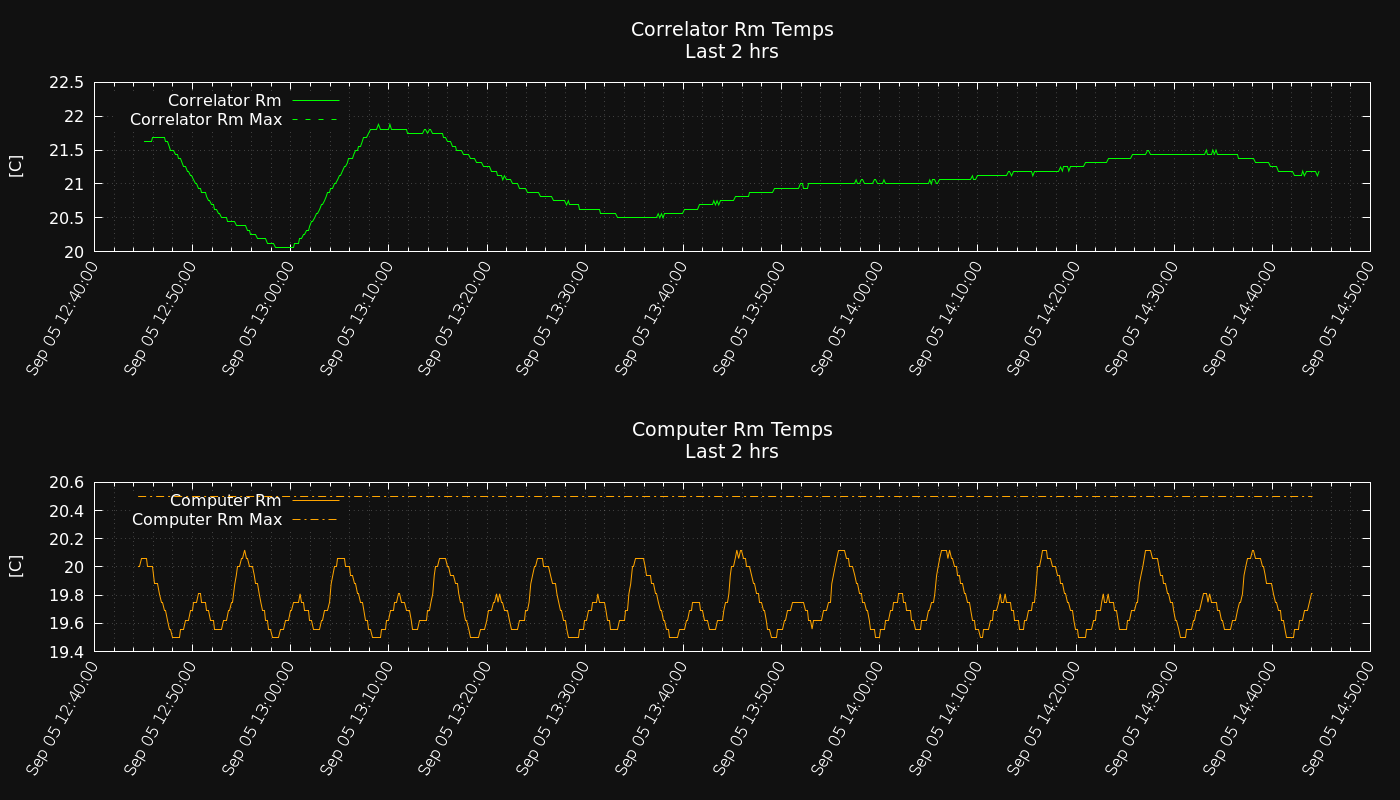 Correlator Rm Temps
Last 2 hrs
22.5
22
21.5
21
20.5
20
[C]
Correlator Rm
Correlator Rm Max
Sep 05 12:40:00
Sep 05 12:50:00
Sep 05 13:00:00
Sep 05 13:10:00
Sep 05 13:20:00
Sep 05 13:30:00
Sep 05 13:40:00
Sep 05 13:50:00
Sep 05 14:00:00
Sep 05 14:10:00
Sep 05 14:20:00
Sep 05 14:30:00
Sep 05 14:40:00
Sep 05 14:50:00
Computer Rm Temps
Last 2 hrs
20.6
20.4
20.2
20
19.8
19.6
19.4
[C]
Computer Rm
Computer Rm Max
Sep 05 12:40:00
Sep 05 12:50:00
Sep 05 13:00:00
Sep 05 13:10:00
Sep 05 13:20:00
Sep 05 13:30:00
Sep 05 13:40:00
Sep 05 13:50:00
Sep 05 14:00:00
Sep 05 14:10:00
Sep 05 14:20:00
Sep 05 14:30:00
Sep 05 14:40:00
Sep 05 14:50:00